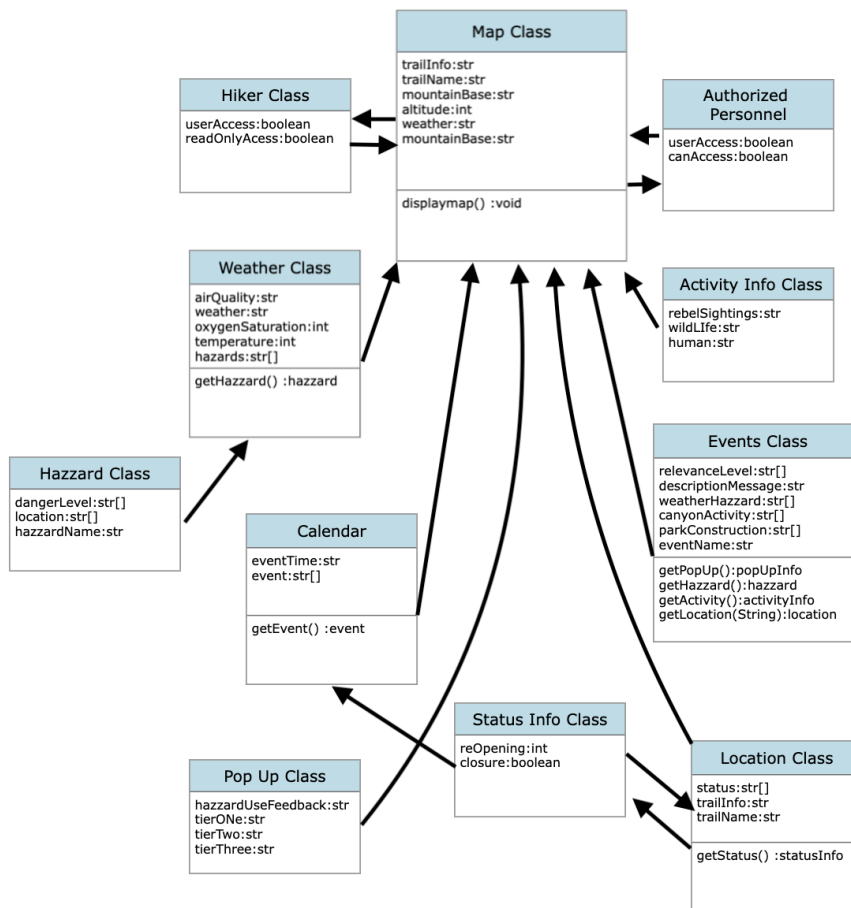 Map Class
trailInfo:str
trailName:str
mountainBase:str
altitude:int
weather:str
mountainBase:str
displaymap() :void
Hiker Class
userAccess:boolean
readOnlyAcess:boolean
Authorized
Personnel
userAccess:boolean
canAccess:boolean
Weather Class
airQuality:str
weather:str
oxygenSaturation:int
temperature:int
hazards:str[]
getHazzard() :hazzard
Activity Info Class
rebelSightings:str
wildLIfe:str
human:str
Hazzard Class
dangerLevel:str[]
location:str[]
hazzardName:str
Events Class
relevanceLevel:str[]
descriptionMessage:str
weatherHazzard:str[]
canyonActivity:str[]
parkConstruction:str[]
eventName:str
getPopUp():popUpInfo
getHazzard():hazzard
getActivity():activityInfo
getLocation(String):location
Calendar
eventTime:str
event:str[]
getEvent() :event
Status Info Class
reOpening:int
closure:boolean
Pop Up Class
hazzardUseFeedback:str
tierONe:str
tierTwo:str
tierThree:str
Location Class
status:str[]
trailInfo:str
trailName:str
getStatus() :statusInfo